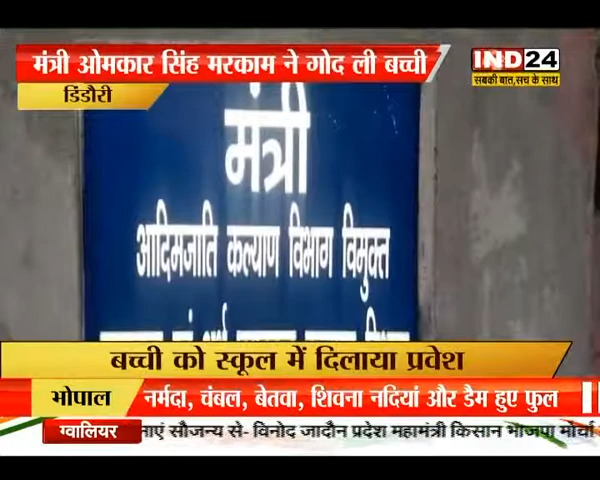 मंत्री ओमकार सिंह मरकाम ने गोद ली बच्ची
IND24
सबकी बात,सच के साथ
डिंडौरी
मंत्री
आदिमजाति कल्याण विभाग विमुक्त
बच्ची को स्कूल में दिलाया प्रवेश
भोपाल
नर्मदा, चंबल, बेतवा, शिवना नदियां और डैम हुए फुल
ग्वालियर
सौजन्य से- विनोद जादौन प्रदेश महामंत्री किसान भाजपा मोर्चा